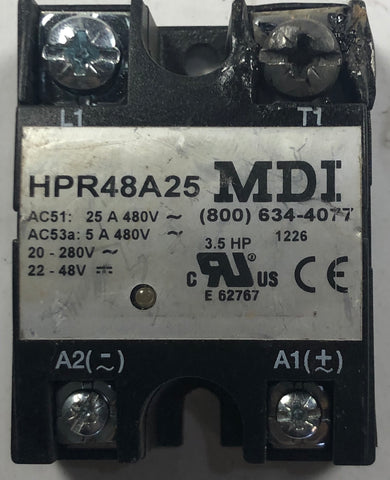 L1 T1
HPR48A25 MDI
AC51: 25 A 480V ~ (800) 634-4077
AC53a: 5 A 480V ~ 3.5 HP 1226
20 - 280V ~
22 - 48V ⎓
C RU US CE
E 62767
A2(~̱) A1(±̰)